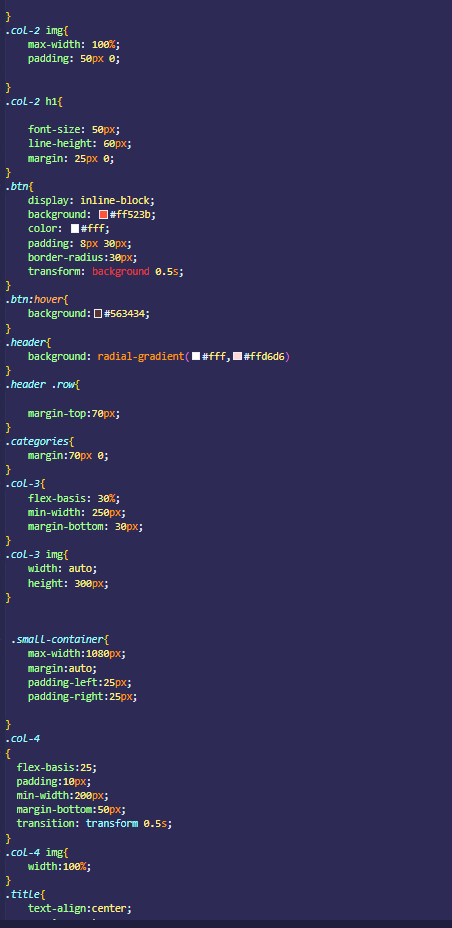 }
.col-2 img{
max-width: 100%;
padding: 50px 0;
}
.col-2 h1{
font-size: 50px;
line-height: 60px;
margin: 25px 0;
}
.btn{
display: inline-block;
background: #ff523b;
color: #fff;
padding: 8px 30px;
border-radius:30px;
transform: background 0.5s;
}
.btn:hover{
background:#563434;
}
.header{
background: radial-gradient(#fff,#ffd6d6)
}
.header .row{
margin-top:70px;
}
.categories{
margin:70px 0;
}
.col-3{
flex-basis: 30%;
min-width: 250px;
margin-bottom: 30px;
}
.col-3 img{
width: auto;
height: 300px;
}
.small-container{
max-width:1080px;
margin:auto;
padding-left:25px;
padding-right:25px;
}
.col-4
{
flex-basis:25;
padding:10px;
min-width:200px;
margin-bottom:50px;
transition: transform 0.5s;
}
.col-4 img{
width:100%;
}
.title{
text-align:center;